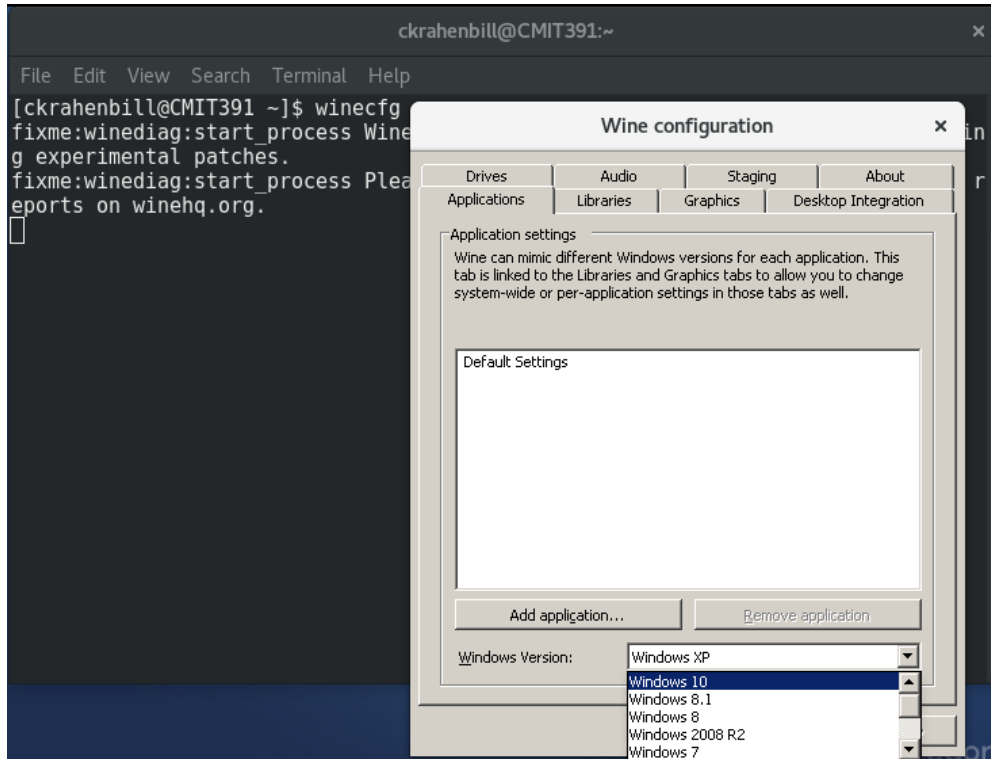 ckrahenbill@CMIT391:~ ×
File Edit View Search Terminal Help
[ckrahenbill@CMIT391 ~]$ winecfg
fixme:winediag:start_process Wine in
g experimental patches.
fixme:winediag:start_process Plea r
eports on winehq.org.
Wine configuration ×
Drives Audio Staging About
Applications Libraries Graphics Desktop Integration
Application settings
Wine can mimic different Windows versions for each application. This
tab is linked to the Libraries and Graphics tabs to allow you to change
system-wide or per-application settings in those tabs as well.
Default Settings
Add application... Remove application
Windows Version: Windows XP
Windows 10
Windows 8.1
Windows 8
Windows 2008 R2
Windows 7